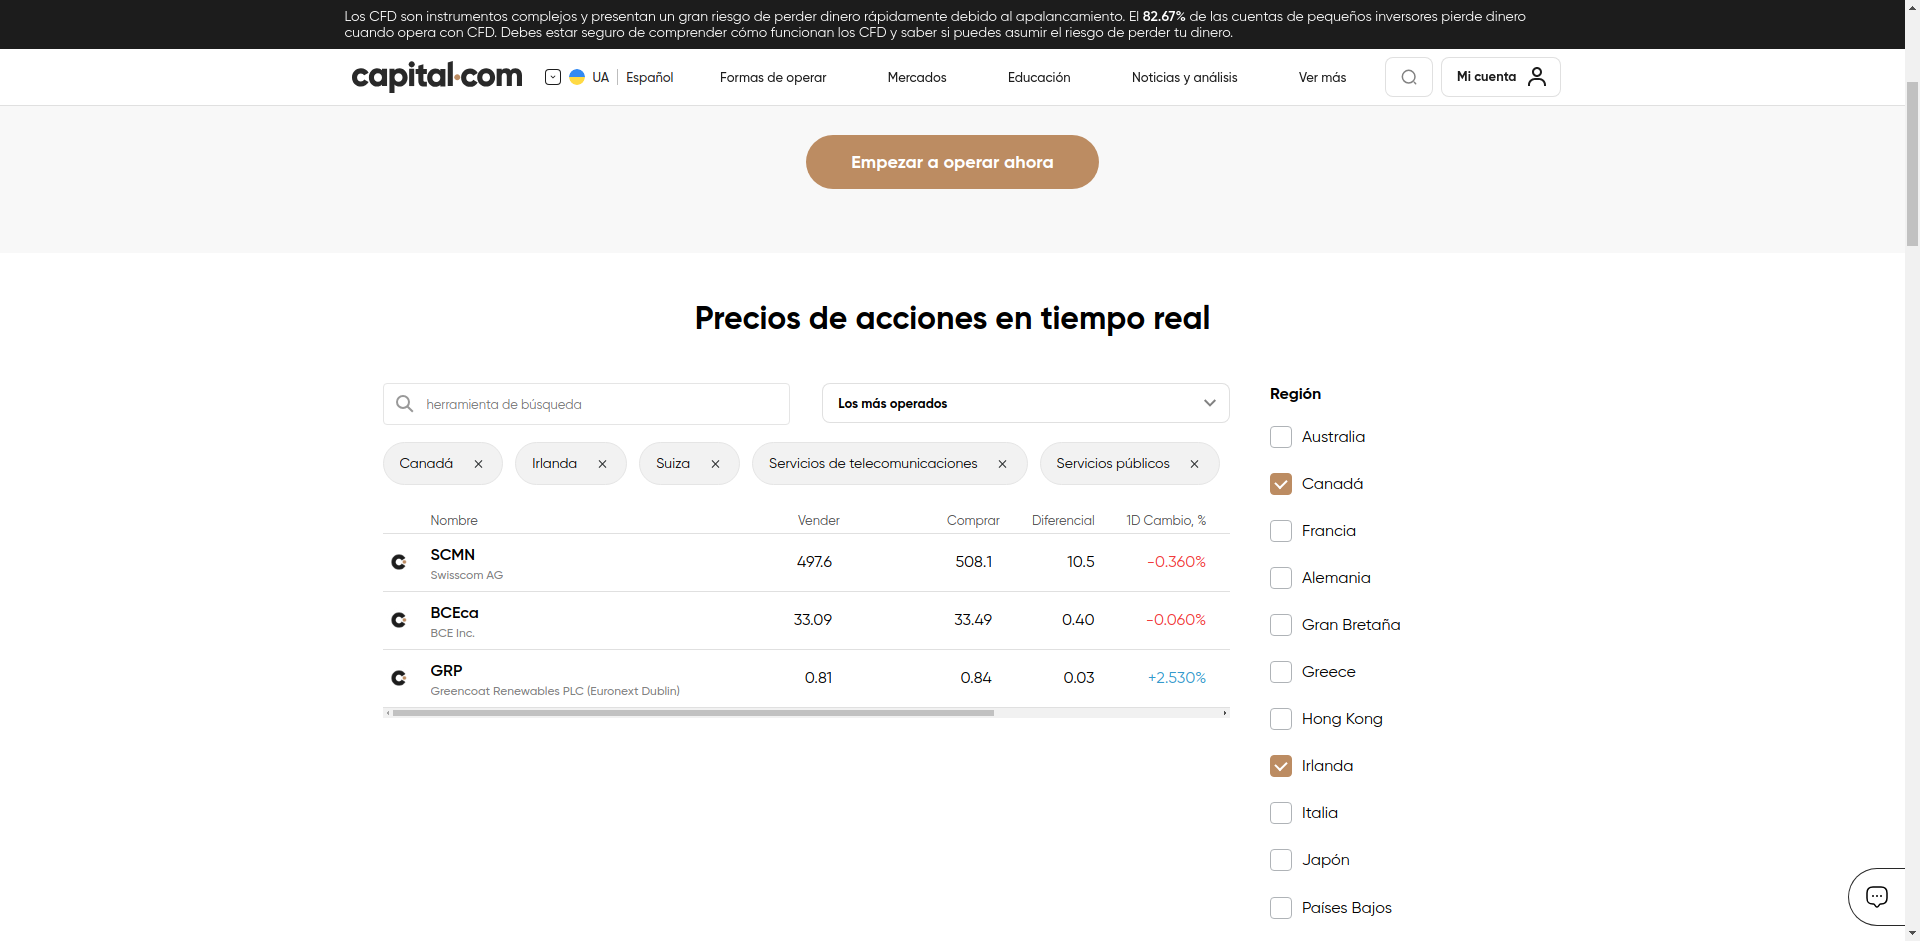 Los CFD son instrumentos complejos y presentan un gran riesgo de perder dinero rápidamente debido al apalancamiento. El 82.67% de las cuentas de pequeños inversores pierde dinero
cuando opera con CFD. Debes estar seguro de comprender cómo funcionan los CFD y saber si puedes asumir el riesgo de perder tu dinero.
capital.com UA Español Formas de operar Mercados Educación Noticias y análisis Ver más Mi cuenta
Empezar a operar ahora
Precios de acciones en tiempo real
herramienta de búsqueda
Los más operados
Canadá
Irlanda
Suiza
Servicios de telecomunicaciones
Servicios públicos
Nombre Vender Comprar Diferencial 1D Cambio, %
SCMN 497.6 508.1 10.5 -0.360%
Swisscom AG
BCEca 33.09 33.49 0.40 -0.060%
BCE Inc.
GRP 0.81 0.84 0.03 +2.530%
Greencoat Renewables PLC (Euronext Dublin)
Región
Australia
Canadá
Francia
Alemania
Gran Bretaña
Greece
Hong Kong
Irlanda
Italia
Japón
Países Bajos